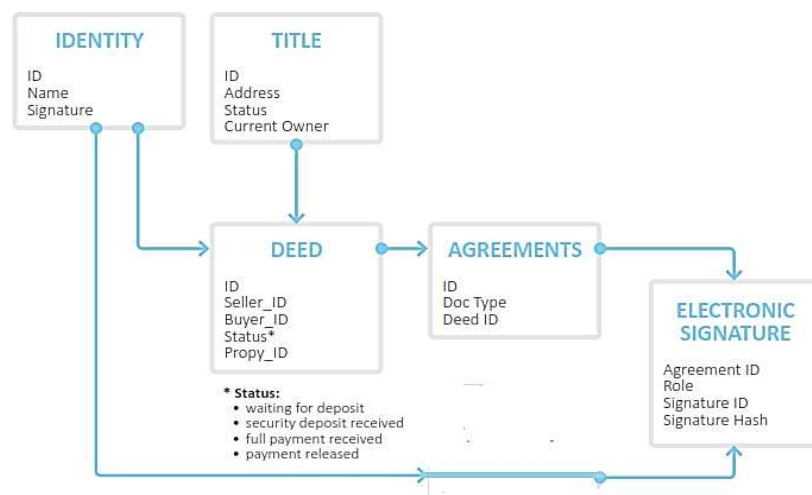 IDENTITY
ID
Name
Signature
TITLE
ID
Address
Status
Current Owner
DEED
ID
Seller_ID
Buyer_ID
Status*
Propy_ID
AGREEMENTS
ID
Doc Type
Deed ID
ELECTRONIC
SIGNATURE
Agreement ID
Role
Signature ID
Signature Hash
* Status:
• waiting for deposit
• security deposit received
• full payment received
• payment released